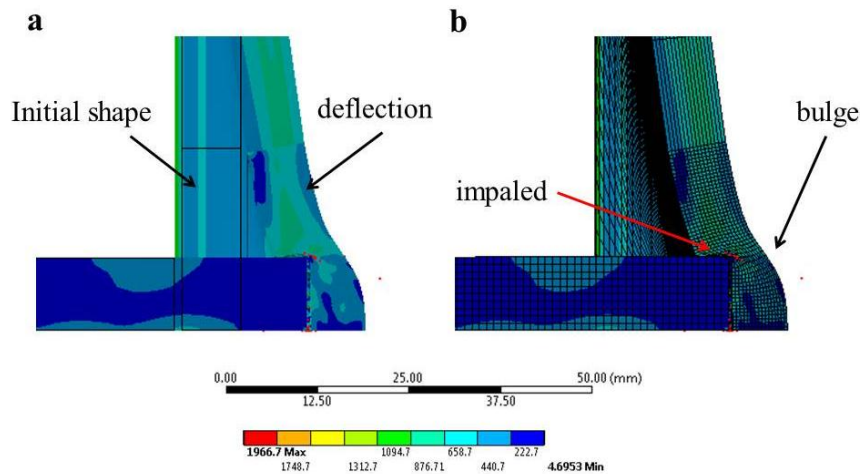 a
b
Initial shape
deflection
bulge
impaled
0.00 25.00 50.00 (mm)
12.50 37.50
1966.7 Max 1094.7 658.7 222.7
1748.7 1312.7 876.71 440.7 4.6953 Min